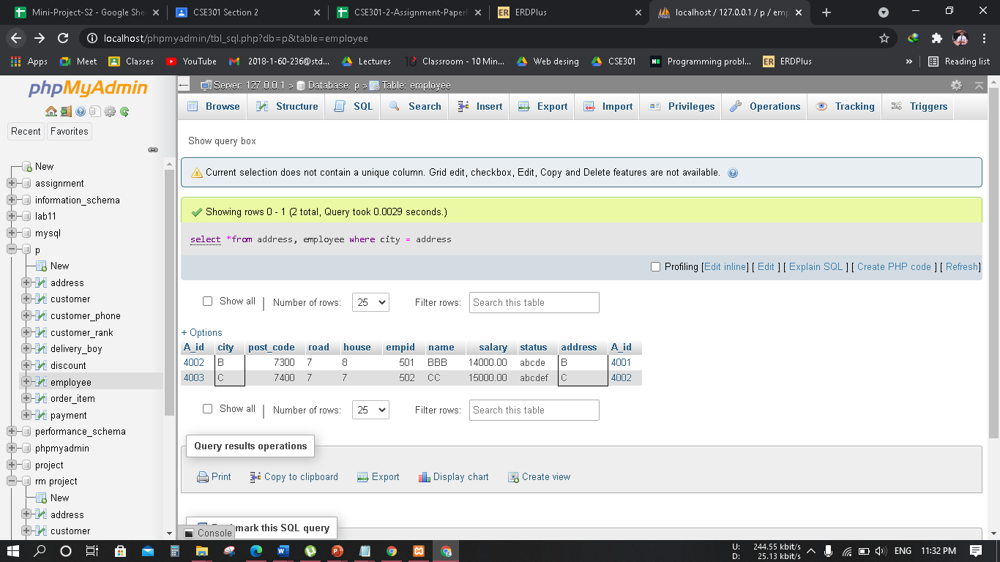 Mini-Project-S2 - Google She
CSE301 Section 2
CSE301-2-Assignment-PaperR
ER ERDPlus
localhost / 127.0.0.1 / p / emp
localhost/phpmyadmin/tbl_sql.php?db=p&table=employee
Apps Meet Classes YouTube 2018-1-60-236@std... Lectures Classroom - 10 Min... Web desing CSE301 Programming probl... ER ERDPlus » Reading list
phpMyAdmin
Recent Favorites
New
assignment
information_schema
lab11
mysql
p
New
address
customer
customer_phone
customer_rank
delivery_boy
discount
employee
order_item
payment
performance_schema
phpmyadmin
project
rm project
New
address
customer
Server: 127.0.0.1 » Database: p » Table: employee
Browse Structure SQL Search Insert Export Import Privileges Operations Tracking Triggers
Show query box
Current selection does not contain a unique column. Grid edit, checkbox, Edit, Copy and Delete features are not available.
Showing rows 0 - 1 (2 total, Query took 0.0029 seconds.)
select *from address, employee where city = address
Profiling [Edit inline] [ Edit ] [ Explain SQL ] [ Create PHP code ] [ Refresh]
Show all | Number of rows: 25 Filter rows: Search this table
+ Options
A_id city post_code road house empid name salary status address A_id
4002 B 7300 7 8 501 BBB 14000.00 abcde B 4001
4003 C 7400 7 7 502 CC 15000.00 abcdef C 4002
Show all | Number of rows: 25 Filter rows: Search this table
Query results operations
Print Copy to clipboard Export Display chart Create view
mark this SQL query
Console
U: 244.55 kbit/s
D: 25.13 kbit/s
ENG 11:32 PM